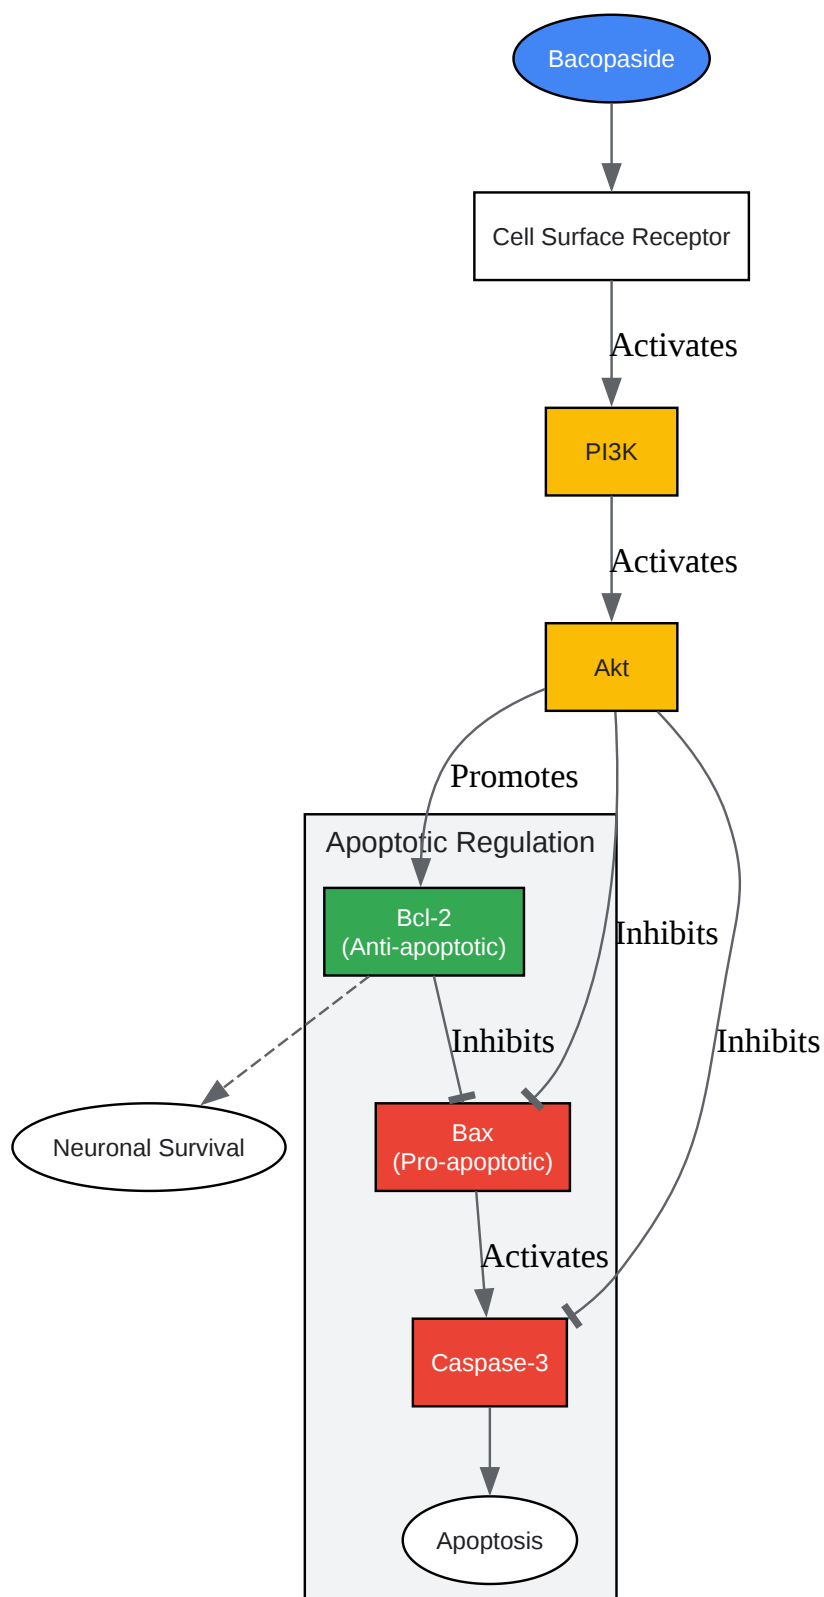 Bacopaside
Cell Surface Receptor
Activates
PI3K
Activates
Akt
Promotes
Apoptotic Regulation
Bcl-2
(Anti-apoptotic)
Inhibits
Inhibits
Inhibits
Neuronal Survival
Bax
(Pro-apoptotic)
Activates
Caspase-3
Apoptosis